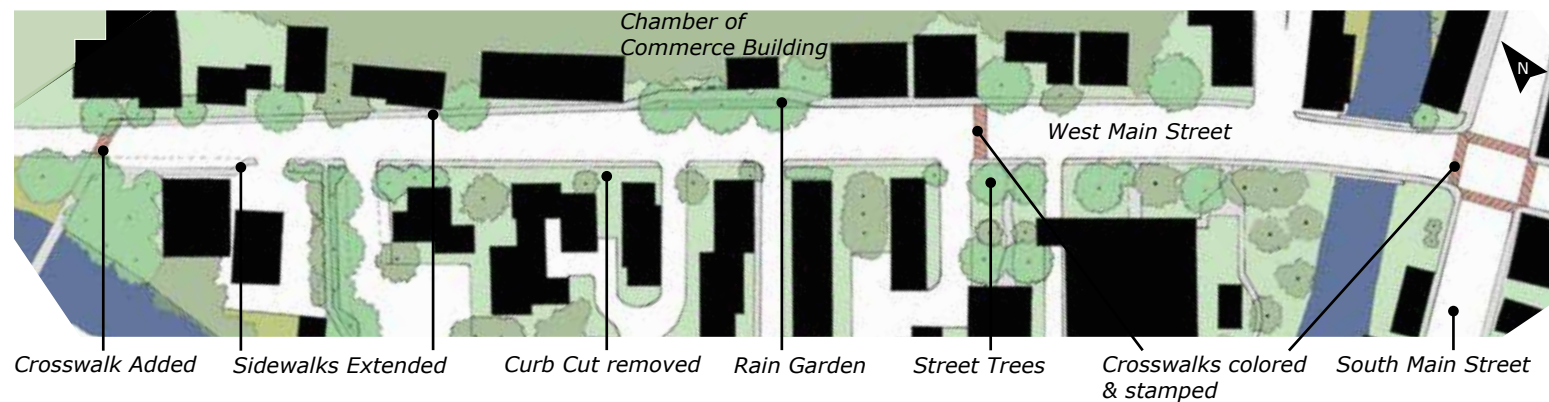 Chamber of
Commerce Building
N
West Main Street
Crosswalk Added
Sidewalks Extended
Curb Cut removed
Rain Garden
Street Trees
Crosswalks colored
& stamped
South Main Street